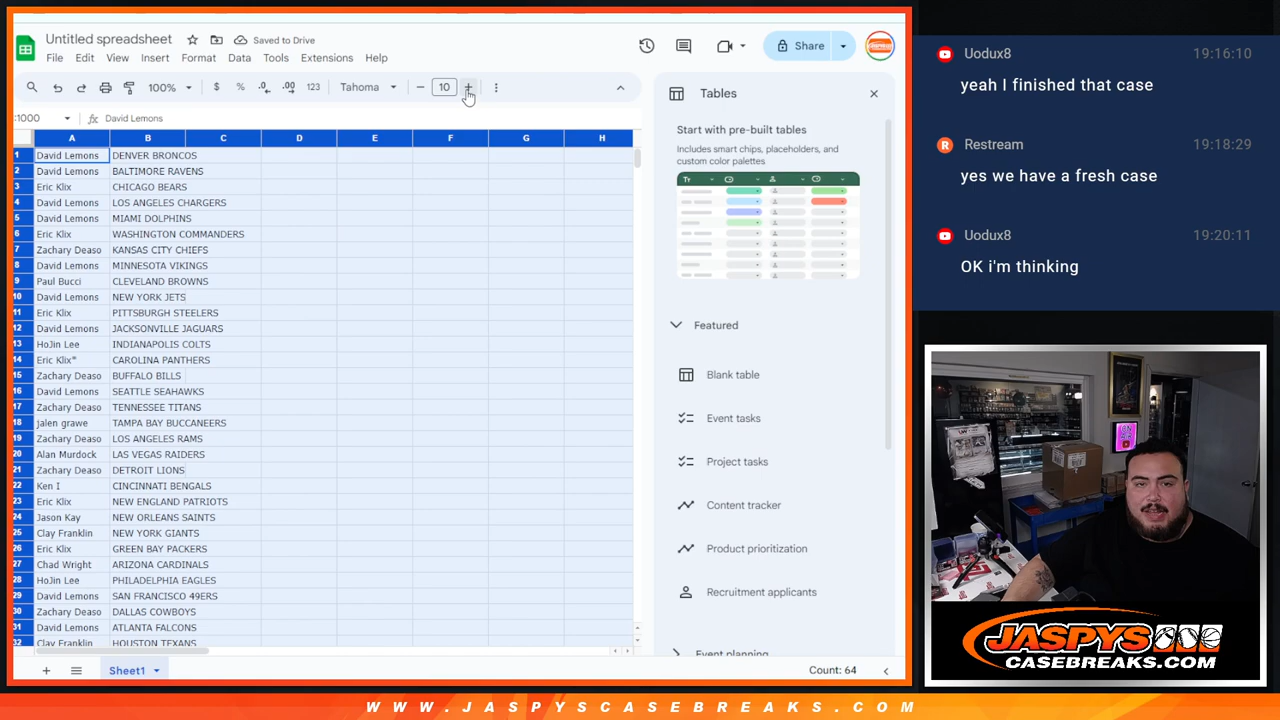 Untitled spreadsheet
Saved to Drive
File Edit View Insert Format Data Tools Extensions Help
Share
100% $ % .0 .00 123 Tahoma 10
:1000 fx David Lemons
A B C D E F G H
1 David Lemons DENVER BRONCOS
2 David Lemons BALTIMORE RAVENS
3 Eric Klix CHICAGO BEARS
4 David Lemons LOS ANGELES CHARGERS
5 David Lemons MIAMI DOLPHINS
6 Eric Klix WASHINGTON COMMANDERS
7 Zachary Deaso KANSAS CITY CHIEFS
8 David Lemons MINNESOTA VIKINGS
9 Paul Bucci CLEVELAND BROWNS
10 David Lemons NEW YORK JETS
11 Eric Klix PITTSBURGH STEELERS
12 David Lemons JACKSONVILLE JAGUARS
13 HoJin Lee INDIANAPOLIS COLTS
14 Eric Klix* CAROLINA PANTHERS
15 Zachary Deaso BUFFALO BILLS
16 David Lemons SEATTLE SEAHAWKS
17 Zachary Deaso TENNESSEE TITANS
18 jalen grawe TAMPA BAY BUCCANEERS
19 Zachary Deaso LOS ANGELES RAMS
20 Alan Murdock LAS VEGAS RAIDERS
21 Zachary Deaso DETROIT LIONS
22 Ken I CINCINNATI BENGALS
23 Eric Klix NEW ENGLAND PATRIOTS
24 Jason Kay NEW ORLEANS SAINTS
25 Clay Franklin NEW YORK GIANTS
26 Eric Klix GREEN BAY PACKERS
27 Chad Wright ARIZONA CARDINALS
28 HoJin Lee PHILADELPHIA EAGLES
29 David Lemons SAN FRANCISCO 49ERS
30 Zachary Deaso DALLAS COWBOYS
31 David Lemons ATLANTA FALCONS
32 Clay Franklin HOUSTON TEXANS
Sheet1
Count: 64
Tables
Start with pre-built tables
Includes smart chips, placeholders, and
custom color palettes
Tr
Featured
Blank table
Event tasks
Project tasks
Content tracker
Product prioritization
Recruitment applicants
Event planning
Uodux8 19:16:10
yeah I finished that case
Restream 19:18:29
yes we have a fresh case
Uodux8 19:20:11
OK i'm thinking
JASPYS
CASEBREAKS.COM
WWW.JASPYSCASEBREAKS.COM